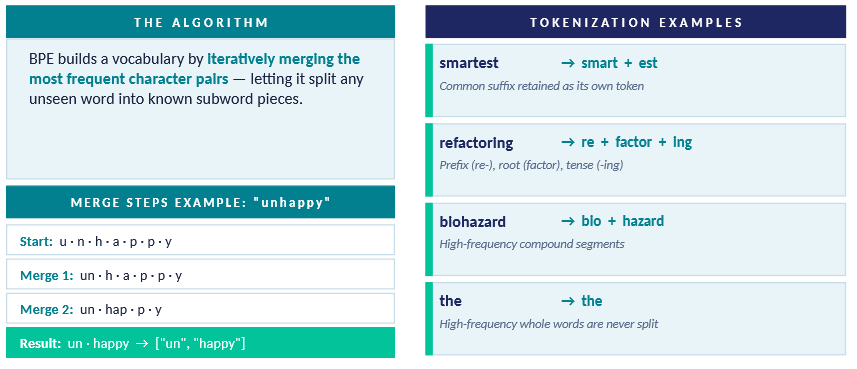 THE ALGORITHM
BPE builds a vocabulary by iteratively merging the
most frequent character pairs — letting it split any
unseen word into known subword pieces.
MERGE STEPS EXAMPLE: "unhappy"
Start: u · n · h · a · p · p · y
Merge 1: un · h · a · p · p · y
Merge 2: un · hap · p · y
Result: un · happy → ["un", "happy"]
TOKENIZATION EXAMPLES
smartest → smart + est
Common suffix retained as its own token
refactoring → re + factor + ing
Prefix (re-), root (factor), tense (-ing)
biohazard → bio + hazard
High-frequency compound segments
the → the
High-frequency whole words are never split